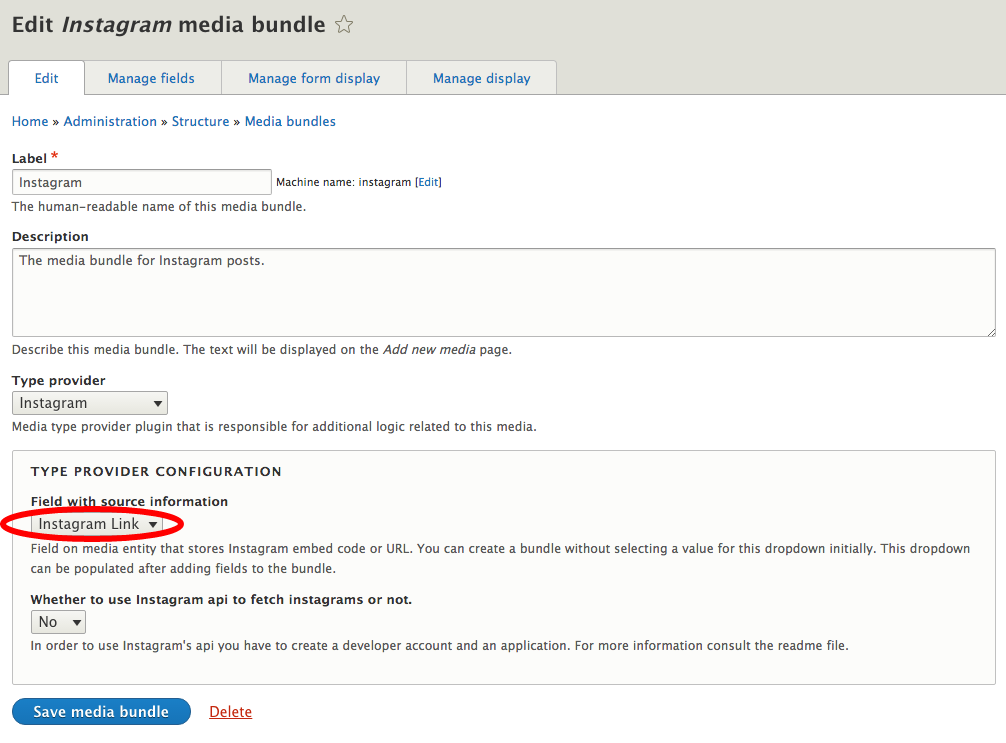 Edit Instagram media bundle
Edit Manage fields Manage form display Manage display
Home » Administration » Structure » Media bundles
Label *
Instagram Machine name: instagram [Edit]
The human-readable name of this media bundle.
Description
The media bundle for Instagram posts.
Describe this media bundle. The text will be displayed on the Add new media page.
Type provider
Instagram
Media type provider plugin that is responsible for additional logic related to this media.
TYPE PROVIDER CONFIGURATION
Field with source information
Instagram Link
Field on media entity that stores Instagram embed code or URL. You can create a bundle without selecting a value for this dropdown initially. This dropdown
can be populated after adding fields to the bundle.
Whether to use Instagram api to fetch instagrams or not.
No
In order to use Instagram's api you have to create a developer account and an application. For more information consult the readme file.
Save media bundle Delete